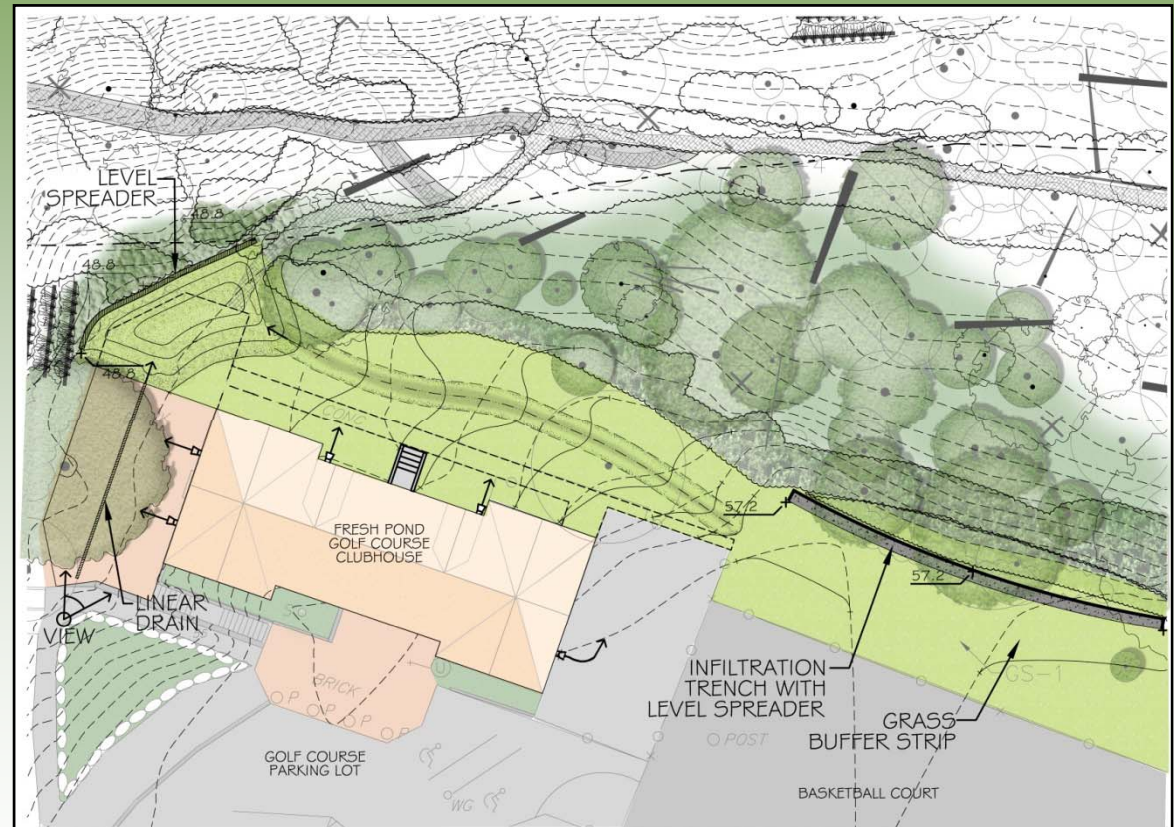 LEVEL
SPREADER
48.8
48.8
48.8
CONC
FRESH POND
GOLF COURSE
CLUBHOUSE
57.2
57.2
LINEAR
DRAIN
VIEW
BRICK
P
P
P
P
INFILTRATION
TRENCH WITH
LEVEL SPREADER
GS-1
GRASS
BUFFER STRIP
POST
GOLF COURSE
PARKING LOT
WG
BASKETBALL COURT